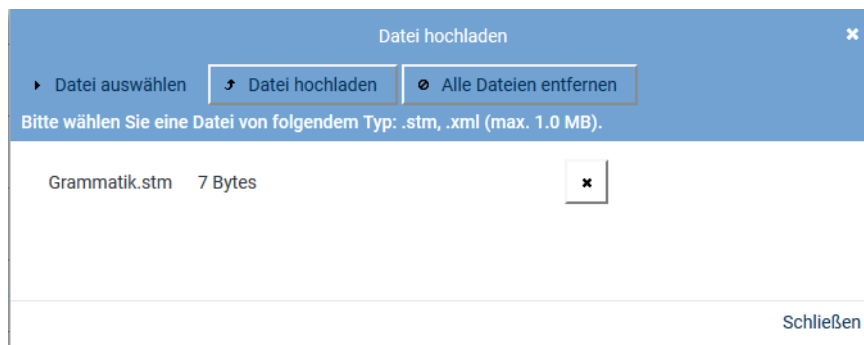 Datei hochladen
Datei auswählen Datei hochladen Alle Dateien entfernen
Bitte wählen Sie eine Datei von folgendem Typ: .stm, .xml (max. 1.0 MB).
Grammatik.stm 7 Bytes
Schließen